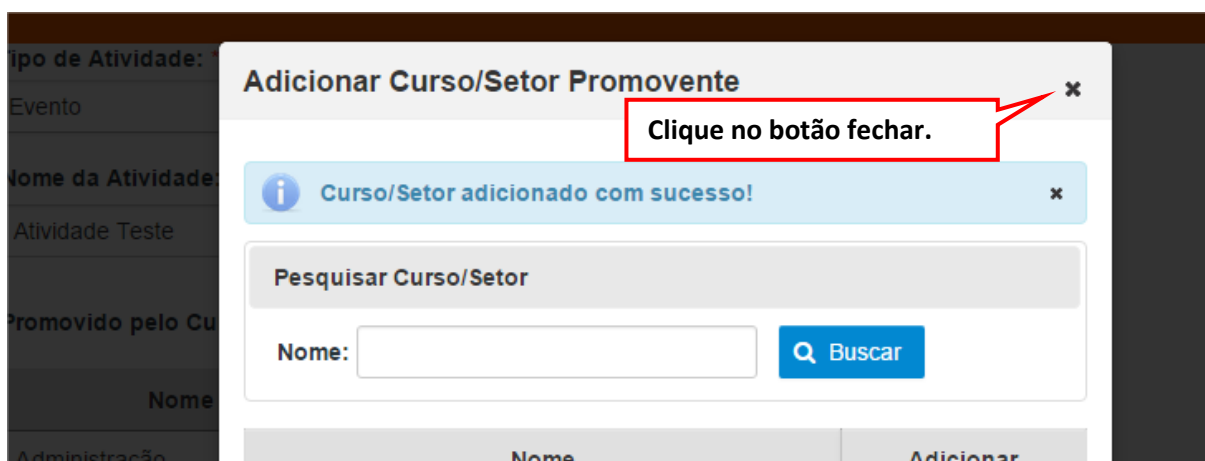 Tipo de Atividade: *
Evento
Nome da Atividade:
Atividade Teste
Promovido pelo Cu
Nome
Administração
Adicionar Curso/Setor Promovente
Clique no botão fechar.
Curso/Setor adicionado com sucesso!
Pesquisar Curso/Setor
Nome:
Buscar
Nome
Adicionar